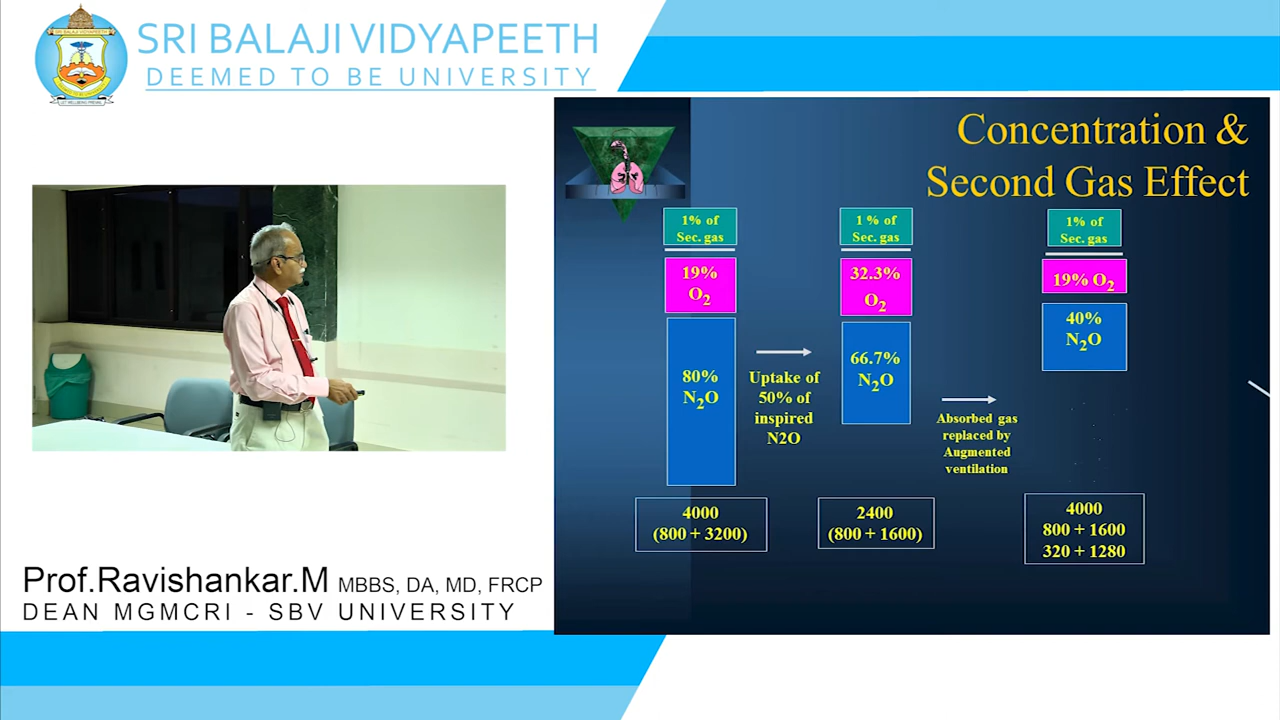 SRI BALAJI VIDYAPEETH
DEEMED TO BE UNIVERSITY
Concentration &
Second Gas Effect
1% of
Sec. gas
19%
O2
80%
N2O
4000
(800 + 3200)
Uptake of
50% of
inspired
N2O
1 % of
Sec. gas
32.3%
O2
66.7%
N2O
2400
(800 + 1600)
Absorbed gas
replaced by
Augmented
ventilation
1% of
Sec. gas
19% O2
40%
N2O
4000
800 + 1600
320 + 1280
Prof.Ravishankar.M MBBS, DA, MD, FRCP
DEAN MGMCRI - SBV UNIVERSITY